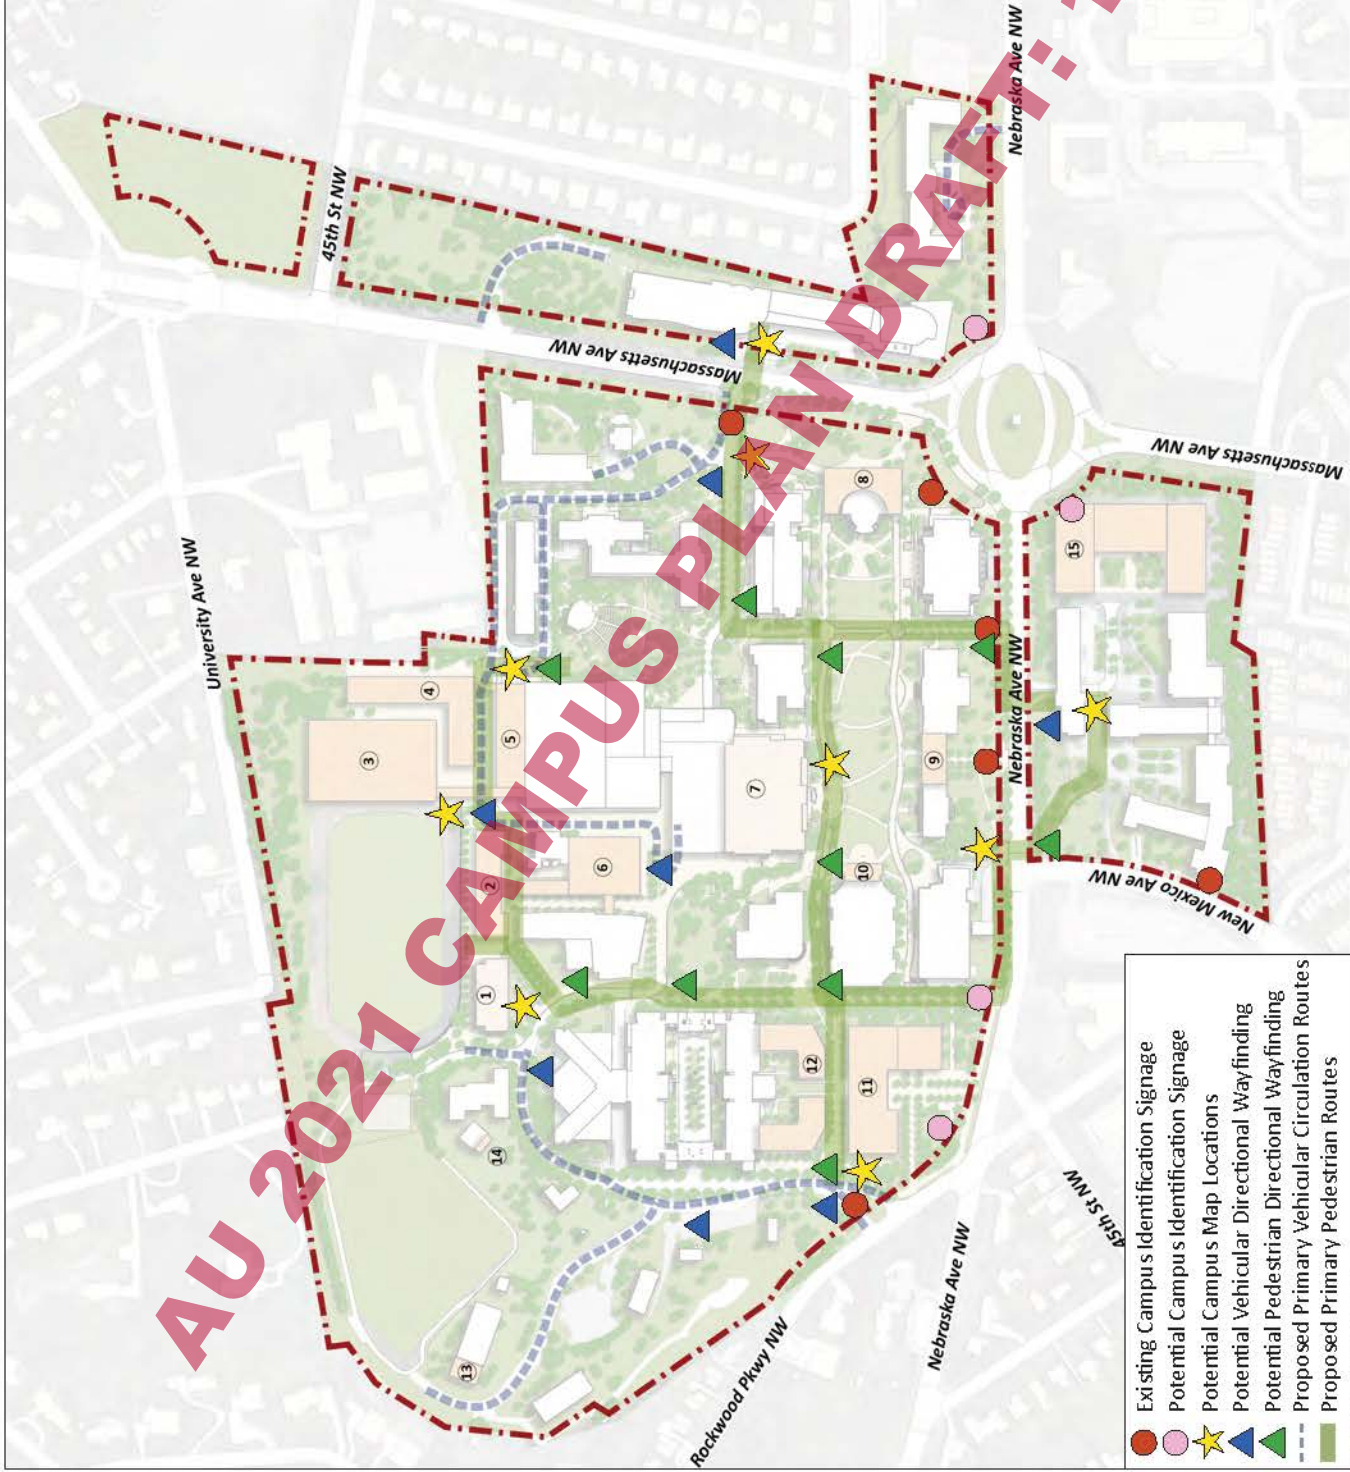 AU 2021 CAMPUS PLAN DRAFT:
45th St NW
Nebraska Ave NW
Massachusetts Ave NW
University Ave NW
Massachusetts Ave NW
8
15
4
3
5
Nebraska Ave NW
7
9
2
6
10
New Mexico Ave NW
1
12
11
14
13
45th St NW
Nebraska Ave NW
Rockwood Pkwy NW
Existing Campus Identification Signage
Potential Campus Identification Signage
Potential Campus Map Locations
Potential Vehicular Directional Wayfinding
Potential Pedestrian Directional Wayfinding
Proposed Primary Vehicular Circulation Routes
Proposed Primary Pedestrian Routes